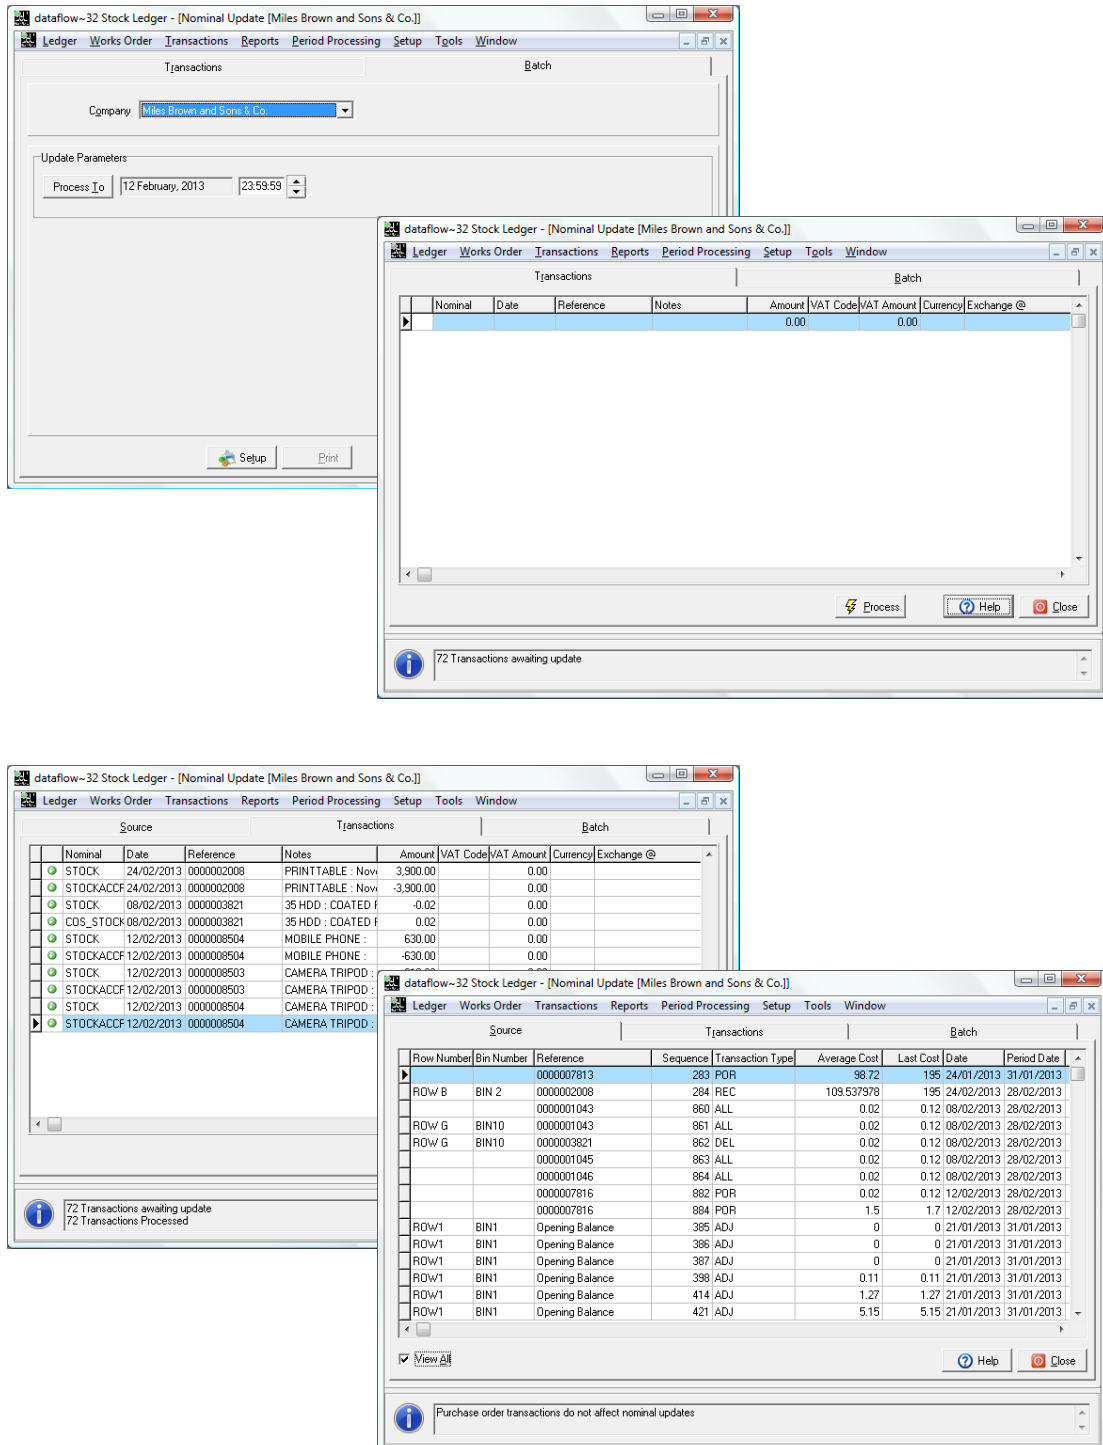 dataflow~32 Stock Ledger - [Nominal Update [Miles Brown and Sons & Co.]]
Ledger Works Order Transactions Reports Period Processing Setup Tools Window
Transactions Batch
Company Miles Brown and Sons & Co.
Update Parameters
Process To 12 February, 2013 23:59:59
Setup Print
dataflow~32 Stock Ledger - [Nominal Update [Miles Brown and Sons & Co.]]
Ledger Works Order Transactions Reports Period Processing Setup Tools Window
Transactions Batch
Nominal Date Reference Notes Amount VAT Code VAT Amount Currency Exchange @
0.00 0.00
Process Help Close
72 Transactions awaiting update
dataflow~32 Stock Ledger - [Nominal Update [Miles Brown and Sons & Co.]]
Ledger Works Order Transactions Reports Period Processing Setup Tools Window
Source Transactions Batch
Nominal Date Reference Notes Amount VAT Code VAT Amount Currency Exchange @
STOCK 24/02/2013 0000002008 PRINTTABLE : Nov 3,900.00 0.00
STOCKACCF 24/02/2013 0000002008 PRINTTABLE : Nov -3,900.00 0.00
STOCK 08/02/2013 0000003821 35 HDD : COATED -0.02 0.00
COS_STOCK 08/02/2013 0000003821 35 HDD : COATED 0.02 0.00
STOCK 12/02/2013 0000008504 MOBILE PHONE : 630.00 0.00
STOCKACCF 12/02/2013 0000008504 MOBILE PHONE : -630.00 0.00
STOCK 12/02/2013 0000008503 CAMERA TRIPOD :
STOCKACCF 12/02/2013 0000008503 CAMERA TRIPOD :
STOCK 12/02/2013 0000008504 CAMERA TRIPOD :
STOCKACCF 12/02/2013 0000008504 CAMERA TRIPOD :
72 Transactions awaiting update
72 Transactions Processed
dataflow~32 Stock Ledger - [Nominal Update [Miles Brown and Sons & Co.]]
Ledger Works Order Transactions Reports Period Processing Setup Tools Window
Source Transactions Batch
Row Number Bin Number Reference Sequence Transaction Type Average Cost Last Cost Date Period Date
0000007813 283 POR 98.72 195 24/01/2013 31/01/2013
ROW B BIN 2 0000002008 284 REC 109.537978 195 24/02/2013 28/02/2013
0000001043 860 ALL 0.02 0.12 08/02/2013 28/02/2013
ROW G BIN10 0000001043 861 ALL 0.02 0.12 08/02/2013 28/02/2013
ROW G BIN10 0000003821 862 DEL 0.02 0.12 08/02/2013 28/02/2013
0000001045 863 ALL 0.02 0.12 08/02/2013 28/02/2013
0000001046 864 ALL 0.02 0.12 08/02/2013 28/02/2013
0000007816 882 POR 0.02 0.12 12/02/2013 28/02/2013
0000007816 884 POR 1.5 1.7 12/02/2013 28/02/2013
ROW1 BIN1 Opening Balance 385 ADJ 0 0 21/01/2013 31/01/2013
ROW1 BIN1 Opening Balance 386 ADJ 0 0 21/01/2013 31/01/2013
ROW1 BIN1 Opening Balance 387 ADJ 0 0 21/01/2013 31/01/2013
ROW1 BIN1 Opening Balance 398 ADJ 0.11 0.11 21/01/2013 31/01/2013
ROW1 BIN1 Opening Balance 414 ADJ 1.27 1.27 21/01/2013 31/01/2013
ROW1 BIN1 Opening Balance 421 ADJ 5.15 5.15 21/01/2013 31/01/2013
View All Help Close
Purchase order transactions do not affect nominal updates